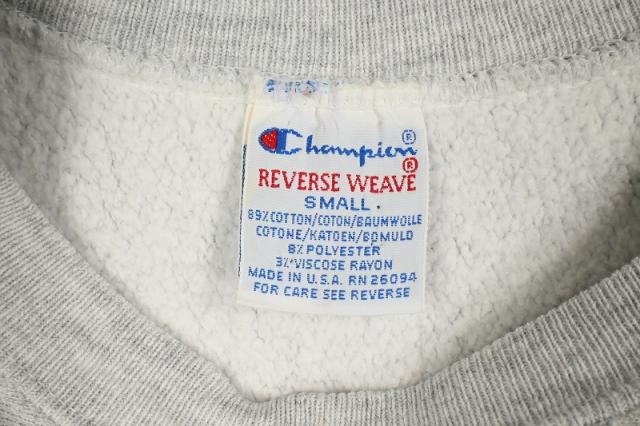 Champion®
REVERSE WEAVE®
SMALL
89% COTTON/COTON/BAUMWOLLE
COTONE/KATOEN/BOMULD
8% POLYESTER
3% VISCOSE RAYON
MADE IN U.S.A. RN 26094
FOR CARE SEE REVERSE